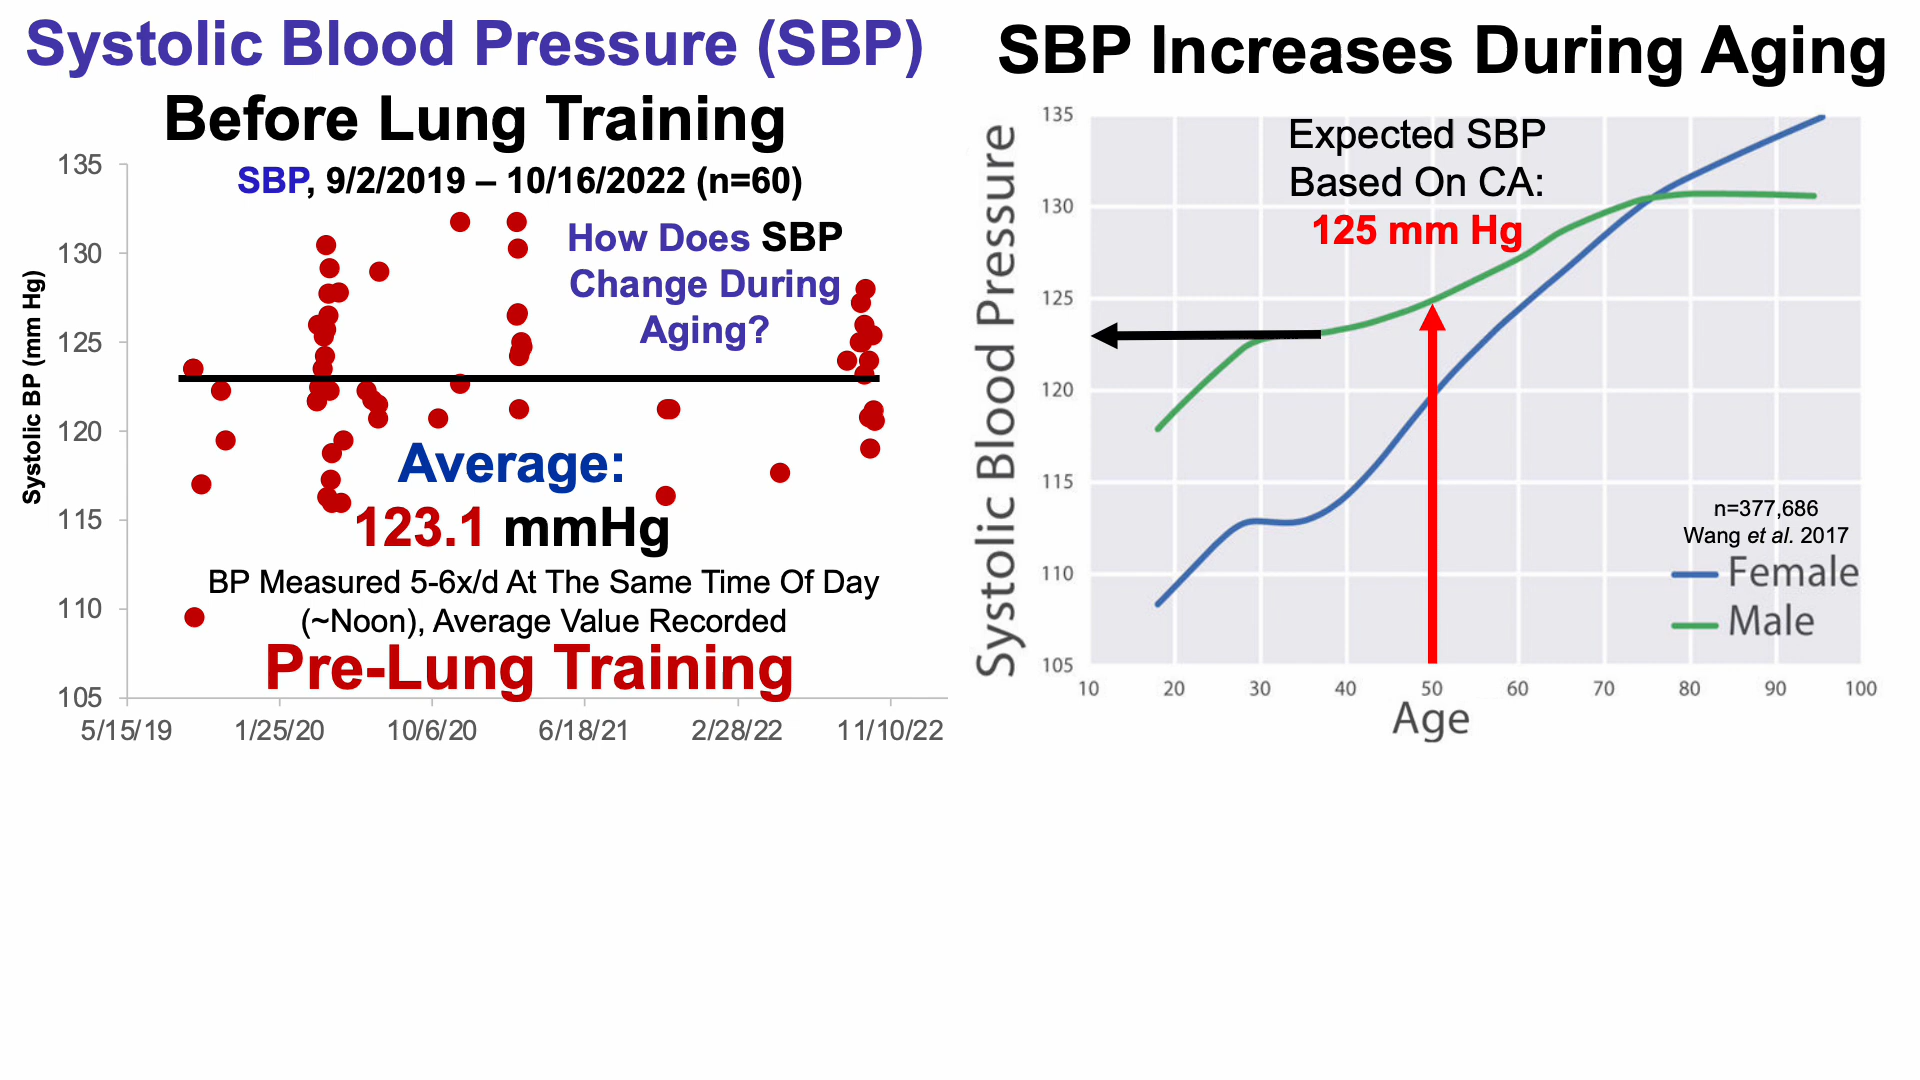 Systolic Blood Pressure (SBP)
Before Lung Training
SBP, 9/2/2019 – 10/16/2022 (n=60)
How Does SBP
Change During
Aging?
Systolic BP (mm Hg)
135
130
125
120
115
110
105
Average:
123.1 mmHg
BP Measured 5-6x/d At The Same Time Of Day
(~Noon), Average Value Recorded
Pre-Lung Training
5/15/19 1/25/20 10/6/20 6/18/21 2/28/22 11/10/22
SBP Increases During Aging
Systolic Blood Pressure
135
130
125
120
115
110
105
Expected SBP
Based On CA:
125 mm Hg
n=377,686
Wang et al. 2017
Female
Male
10 20 30 40 50 60 70 80 90 100
Age